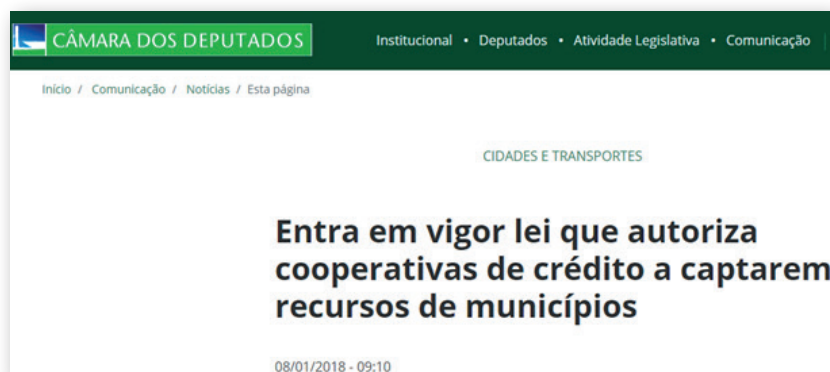 CÂMARA DOS DEPUTADOS
Institucional • Deputados • Atividade Legislativa • Comunicação
Início / Comunicação / Notícias / Esta página
CIDADES E TRANSPORTES
Entra em vigor lei que autoriza
cooperativas de crédito a captarem
recursos de municípios
08/01/2018 - 09:10